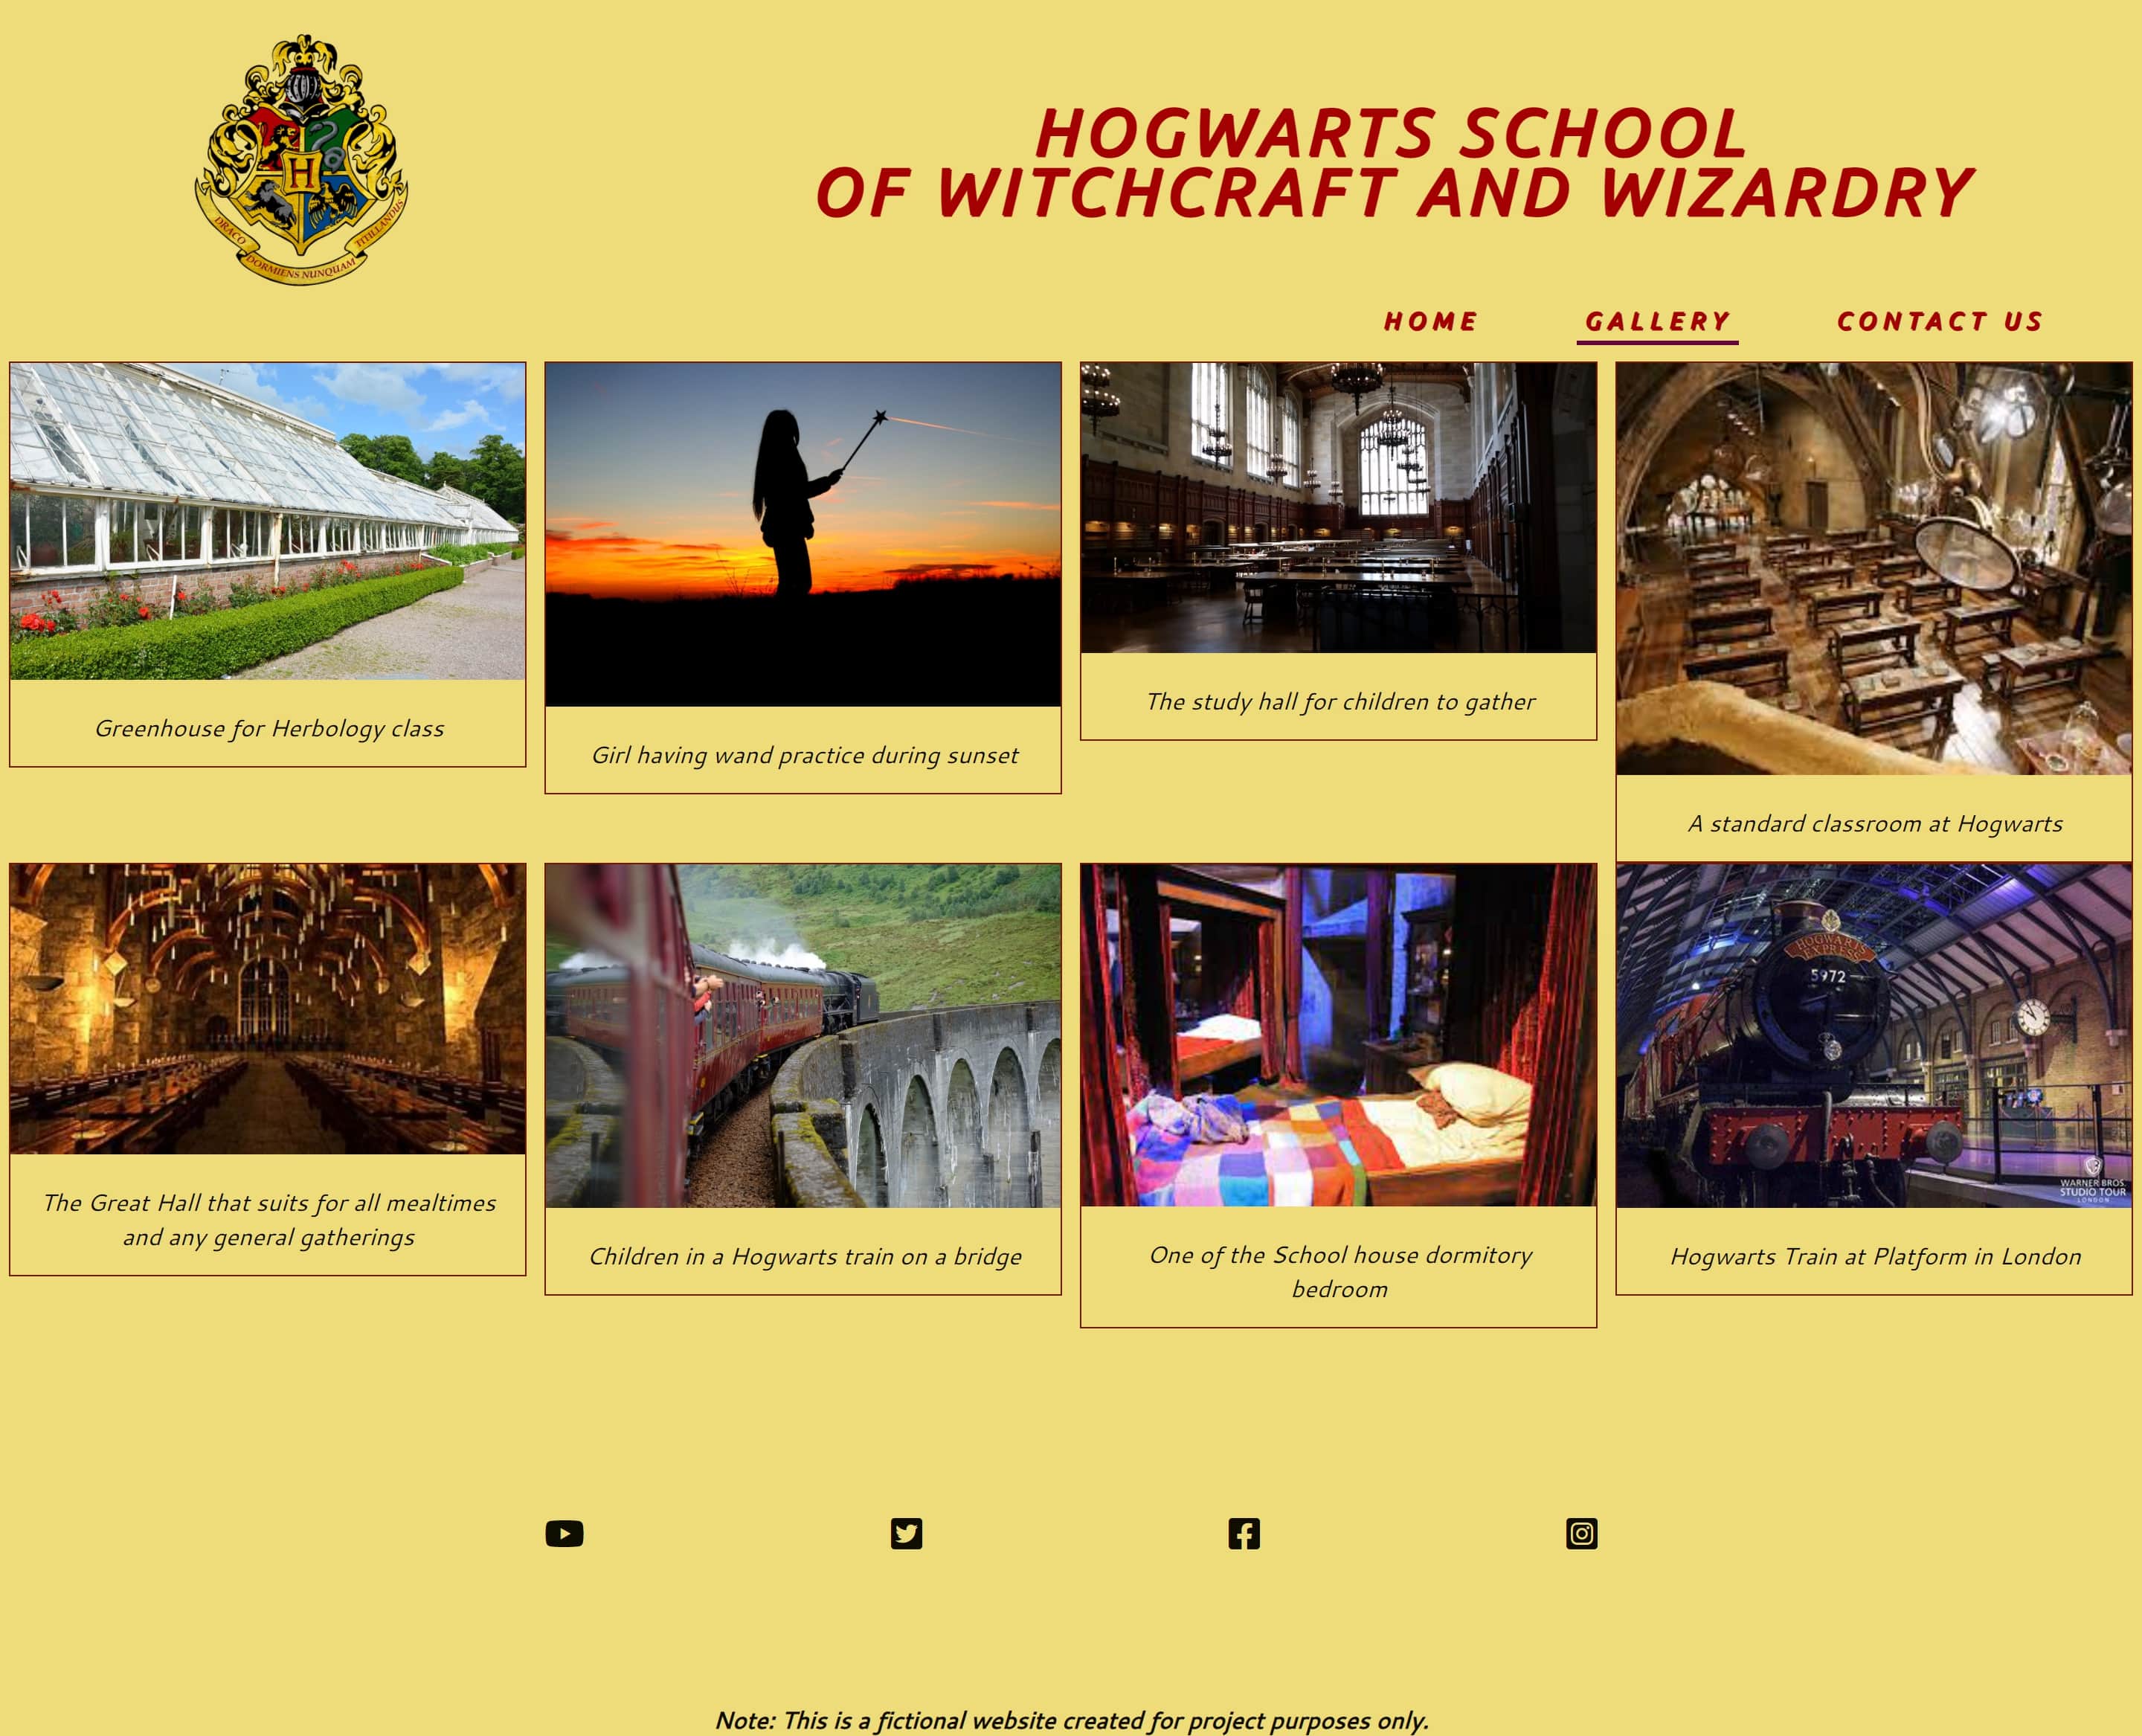 DRACO DORMIENS NUNQUAM TITILLANDUS
H
HOGWARTS SCHOOL
OF WITCHCRAFT AND WIZARDRY
HOME GALLERY CONTACT US
Greenhouse for Herbology class
Girl having wand practice during sunset
The study hall for children to gather
A standard classroom at Hogwarts
The Great Hall that suits for all mealtimes
and any general gatherings
Children in a Hogwarts train on a bridge
One of the School house dormitory
bedroom
HOGWARTS
EXPRESS
5972
WARNER BROS.
STUDIO TOUR
LONDON
Hogwarts Train at Platform in London
Note: This is a fictional website created for project purposes only.